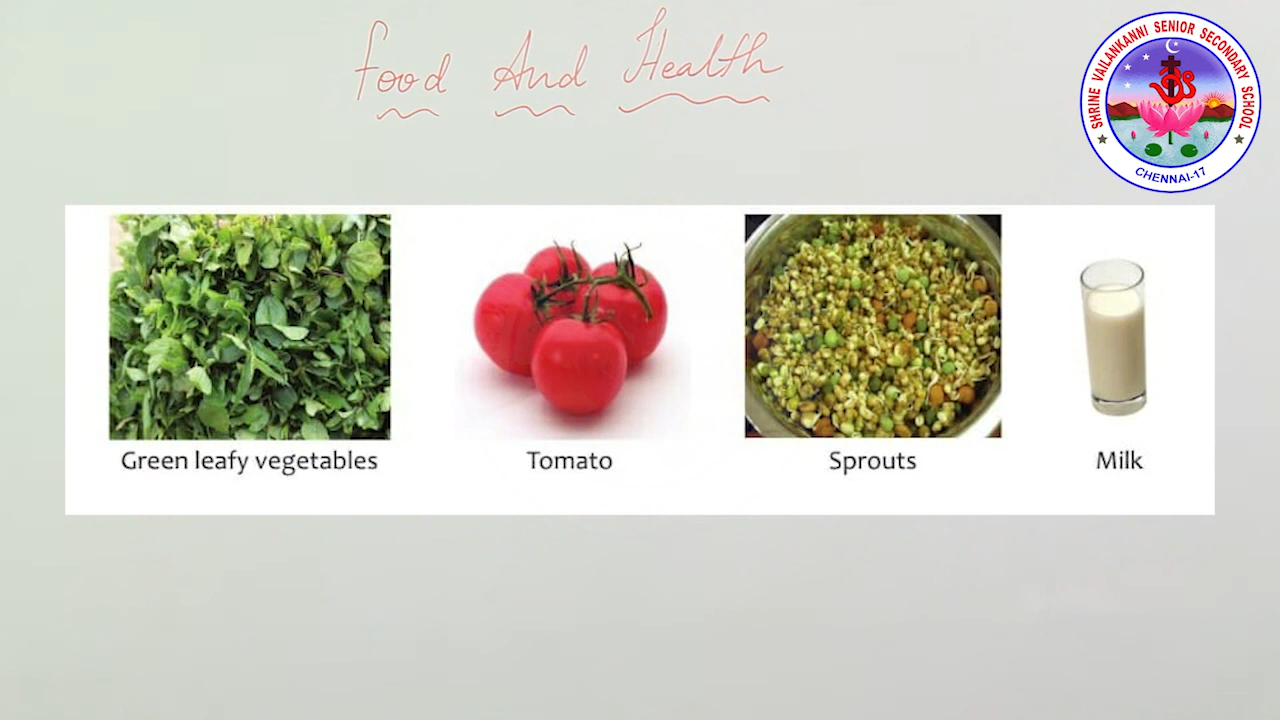 Food And Health
SHRINE VAILANKANNI SENIOR SECONDARY SCHOOL
CHENNAI-17
Green leafy vegetables
Tomato
Sprouts
Milk